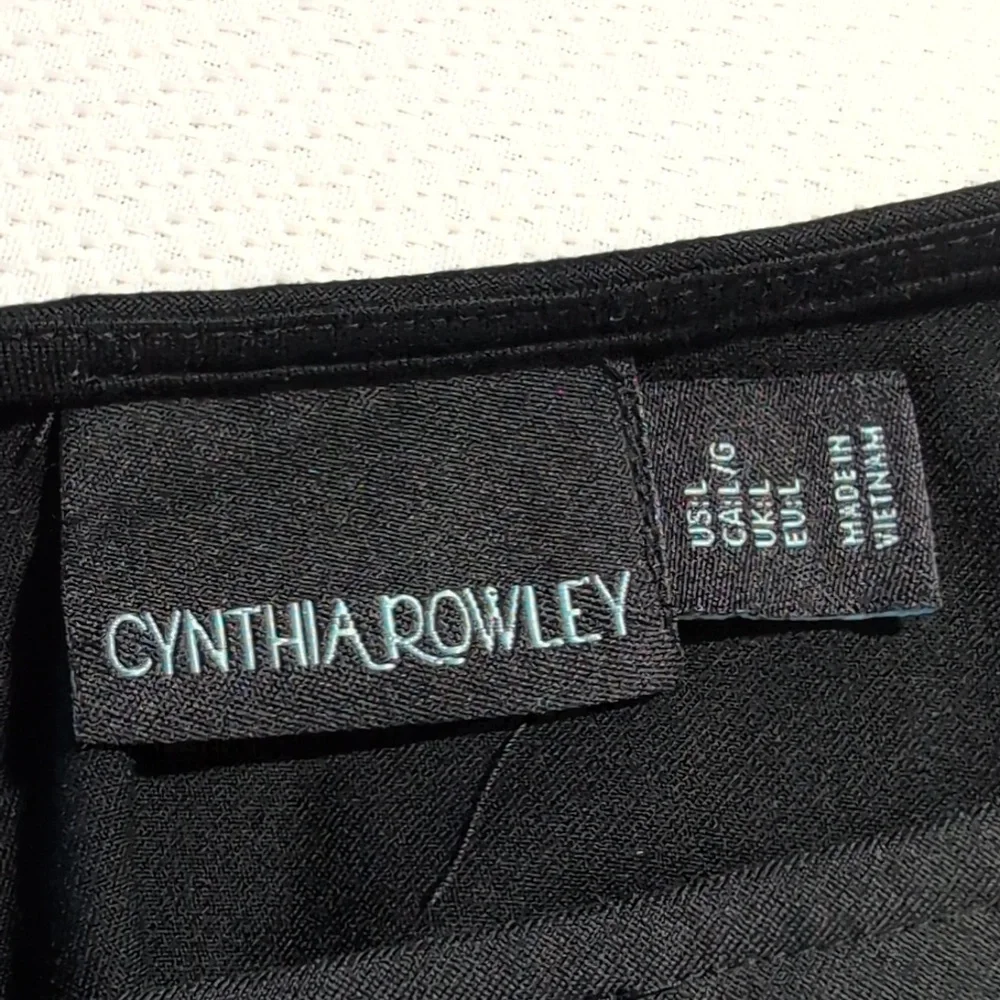 CYNTHIA ROWLEY
US:L
CA:L/G
UK:L
EU:L
MADE IN
VIETNAM